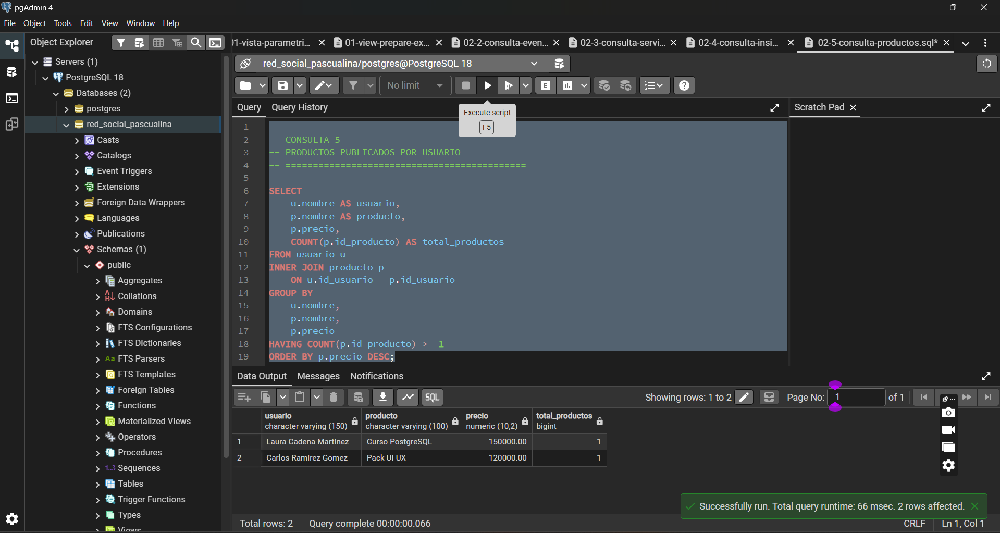 pgAdmin 4
File Object Tools Edit View Window Help
Object Explorer
1-vista-parametri... 01-view-prepare-ex... 02-2-consulta-even... 02-3-consulta-servi... 02-4-consulta-insi... 02-5-consulta-productos.sql*
Servers (1)
PostgreSQL 18
Databases (2)
postgres
red_social_pascualina
Casts
Catalogs
Event Triggers
Extensions
Foreign Data Wrappers
Languages
Publications
Schemas (1)
public
Aggregates
Collations
Domains
FTS Configurations
FTS Dictionaries
Aa FTS Parsers
FTS Templates
Foreign Tables
Functions
Materialized Views
Operators
Procedures
1..3 Sequences
Tables
Trigger Functions
Types
Views
red_social_pascualina/postgres@PostgreSQL 18
No limit
E
Query Query History
Execute script
F5
Scratch Pad
1 -- ============================================
2 -- CONSULTA 5
3 -- PRODUCTOS PUBLICADOS POR USUARIO
4 -- ============================================
5
6 SELECT
7 u.nombre AS usuario,
8 p.nombre AS producto,
9 p.precio,
10 COUNT(p.id_producto) AS total_productos
11 FROM usuario u
12 INNER JOIN producto p
13 ON u.id_usuario = p.id_usuario
14 GROUP BY
15 u.nombre,
16 p.nombre,
17 p.precio
18 HAVING COUNT(p.id_producto) >= 1
19 ORDER BY p.precio DESC;
Data Output Messages Notifications
SQL
Showing rows: 1 to 2
Page No: 1 of 1
usuario producto precio total_productos
character varying (150) character varying (100) numeric (10,2) bigint
1 Laura Cadena Martinez Curso PostgreSQL 150000.00 1
2 Carlos Ramirez Gomez Pack UI UX 120000.00 1
Successfully run. Total query runtime: 66 msec. 2 rows affected.
Total rows: 2 Query complete 00:00:00.066
CRLF Ln 1, Col 1